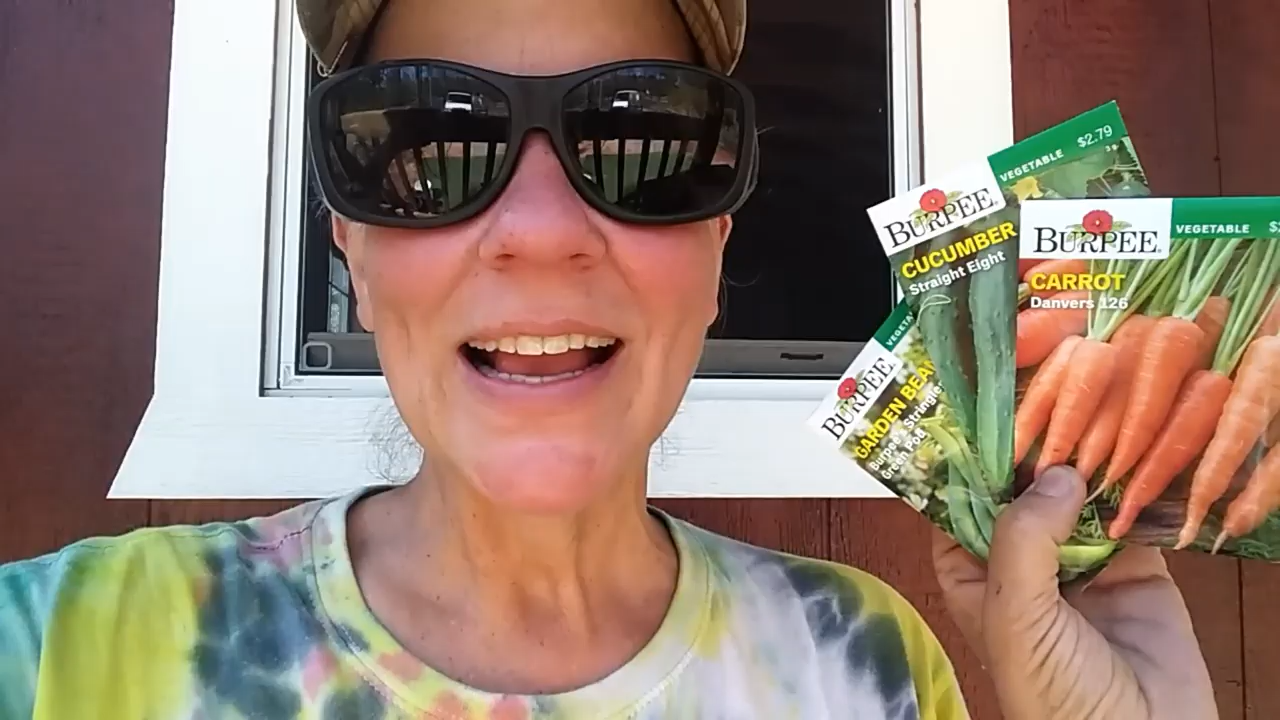 VEGETABLE $2.79
BURPEE
CUCUMBER
Straight Eight
BURPEE VEGETABLE
CARROT
Danvers 126
BURPEE
GARDEN BEAN
Burpee's Stringless
Green Pod